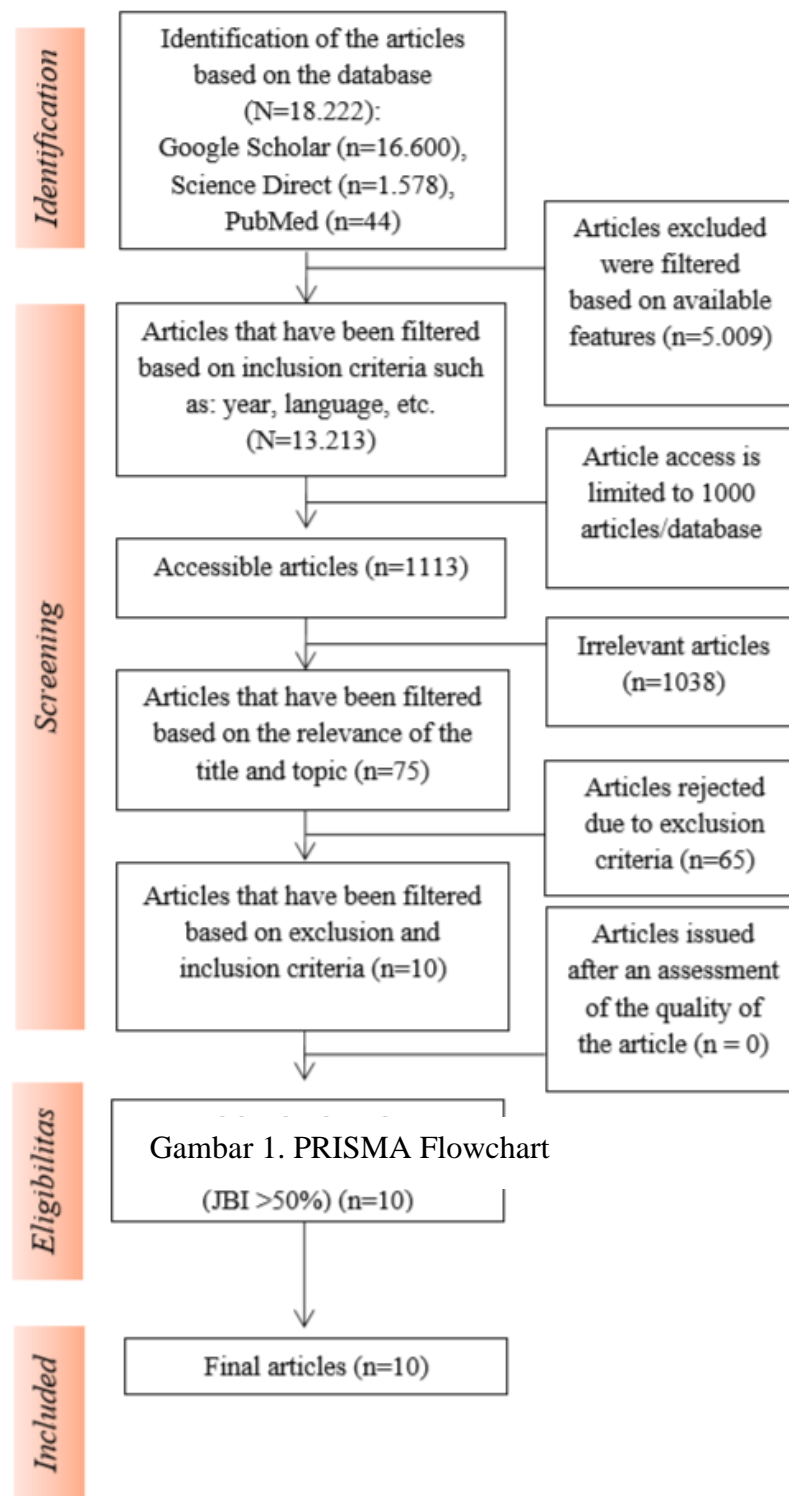 Identification
Identification of the articles
based on the database
(N=18.222):
Google Scholar (n=16.600),
Science Direct (n=1.578),
PubMed (n=44)
Articles excluded
were filtered
based on available
features (n=5.009)
Screening
Articles that have been filtered
based on inclusion criteria such
as: year, language, etc.
(N=13.213)
Article access is
limited to 1000
articles/database
Accessible articles (n=1113)
Irrelevant articles
(n=1038)
Articles that have been filtered
based on the relevance of the
title and topic (n=75)
Articles rejected
due to exclusion
criteria (n=65)
Articles that have been filtered
based on exclusion and
inclusion criteria (n=10)
Articles issued
after an assessment
of the quality of
the article (n = 0)
Eligibilitas
Gambar 1. PRISMA Flowchart
(JBI >50%) (n=10)
Included
Final articles (n=10)